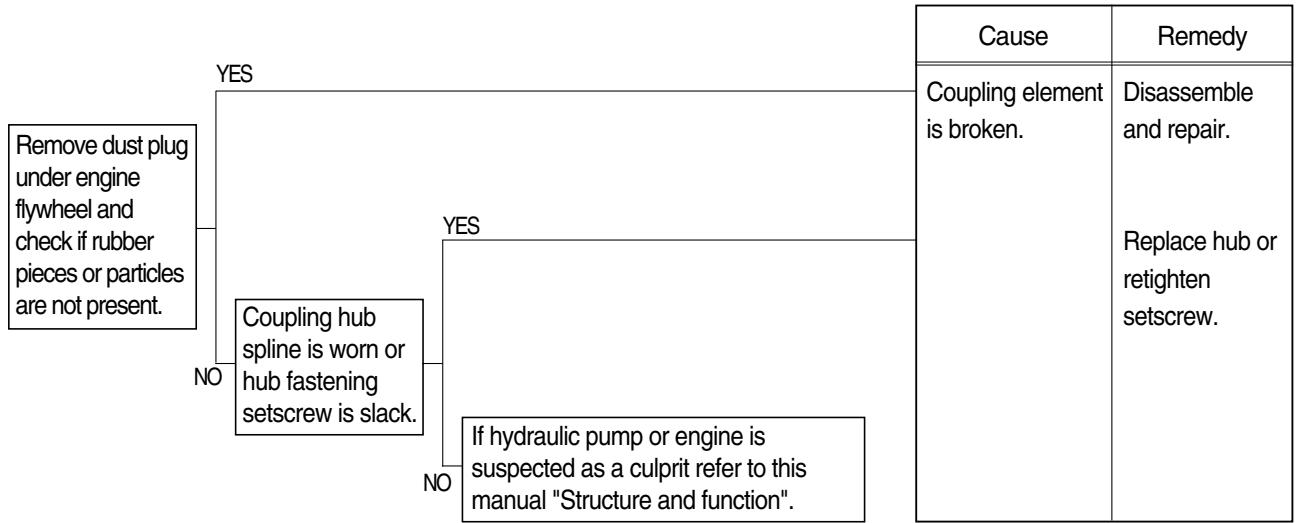 Cause
Remedy
YES
Coupling element
is broken.
Disassemble
and repair.
Remove dust plug
under engine
flywheel and
check if rubber
pieces or particles
are not present.
YES
Replace hub or
retighten
setscrew.
NO
Coupling hub
spline is worn or
hub fastening
setscrew is slack.
NO
If hydraulic pump or engine is
suspected as a culprit refer to this
manual "Structure and function".